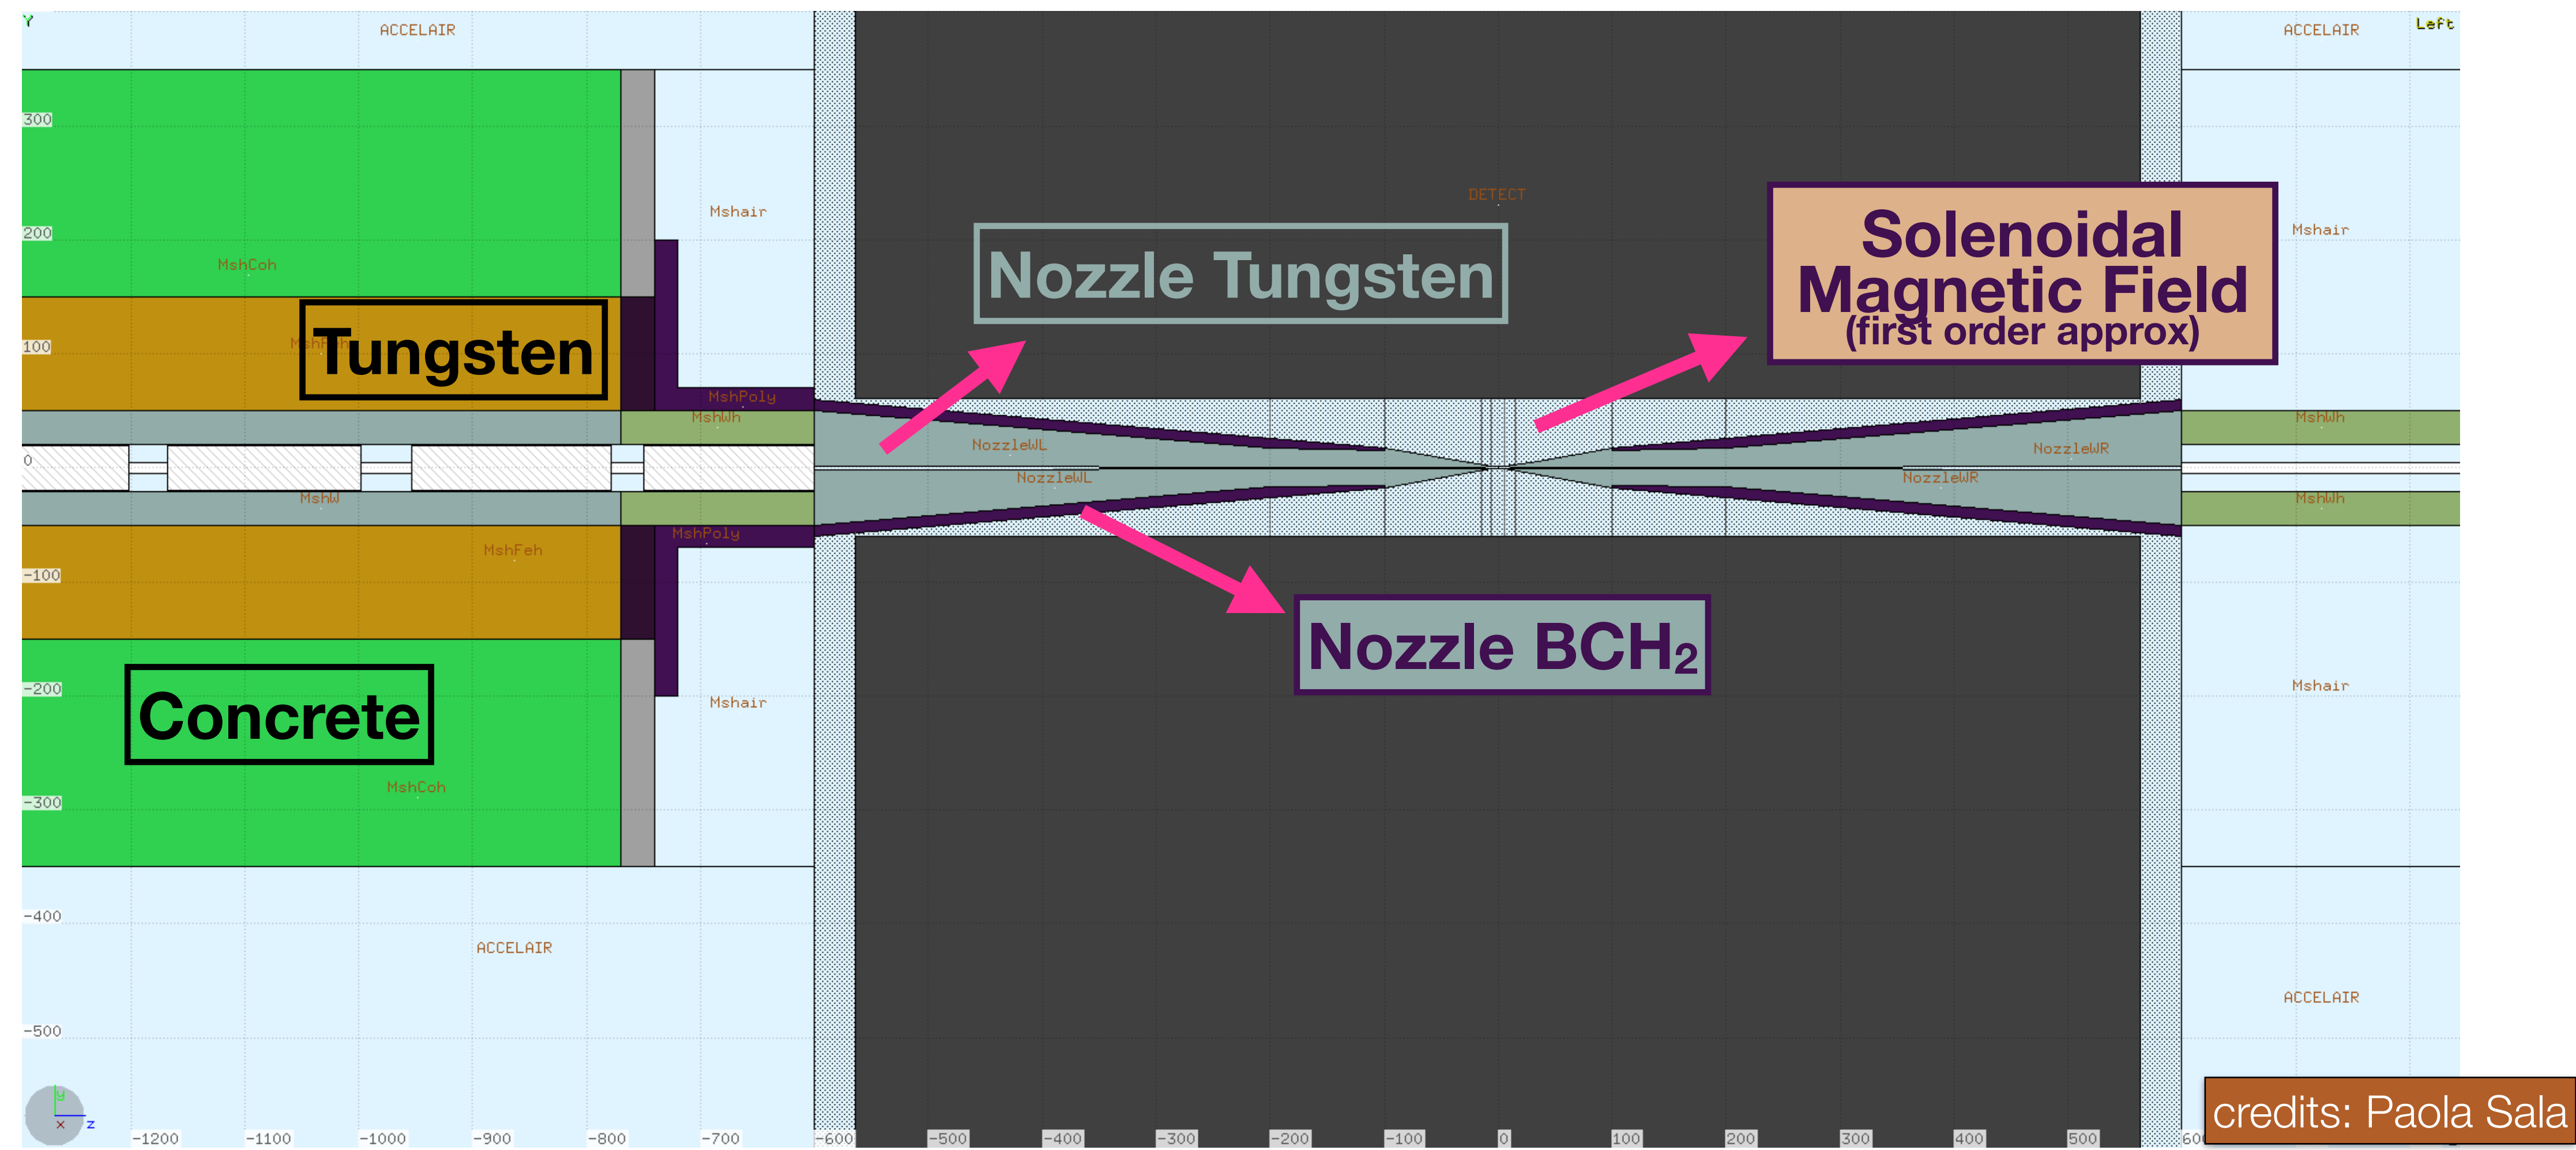 Y
ACCELAIR
ACCELAIR
Left
300
Mshair
DETECT
Solenoidal
Magnetic Field
(first order approx)
200
Mshair
MshCoh
Nozzle Tungsten
100
Tungsten
MshPoly
MshWh
MshWh
NozzleWL
NozzleWR
0
NozzleWL
NozzleWR
MshW
MshWh
MshPoly
MshFeh
-100
Nozzle BCH₂
-200
Mshair
Mshair
Concrete
MshCoh
-300
-400
ACCELAIR
ACCELAIR
-500
y
x z
credits: Paola Sala
-1200 -1100 -1000 -900 -800 -700 -600 -500 -400 -300 -200 -100 0 100 200 300 400 500